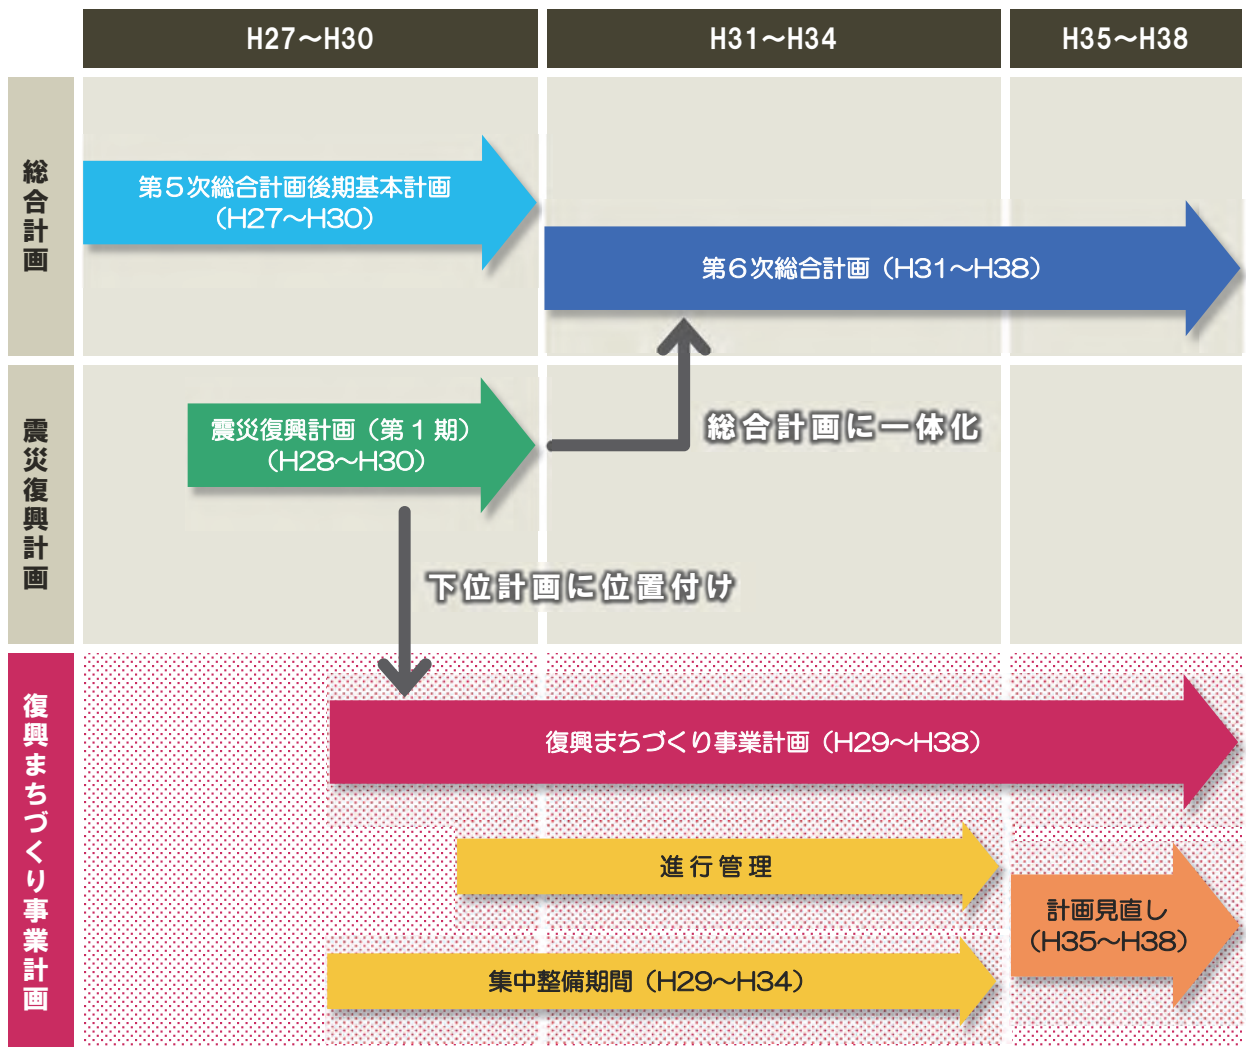 H27～H30
H31～H34
H35～H38
総合計画
第5次総合計画後期基本計画
（H27～H30）
第6次総合計画（H31～H38）
震災復興計画
震災復興計画（第1期）
（H28～H30）
総合計画に一体化
下位計画に位置付け
復興まちづくり事業計画
復興まちづくり事業計画（H29～H38）
進行管理
計画見直し
（H35～H38）
集中整備期間（H29～H34）